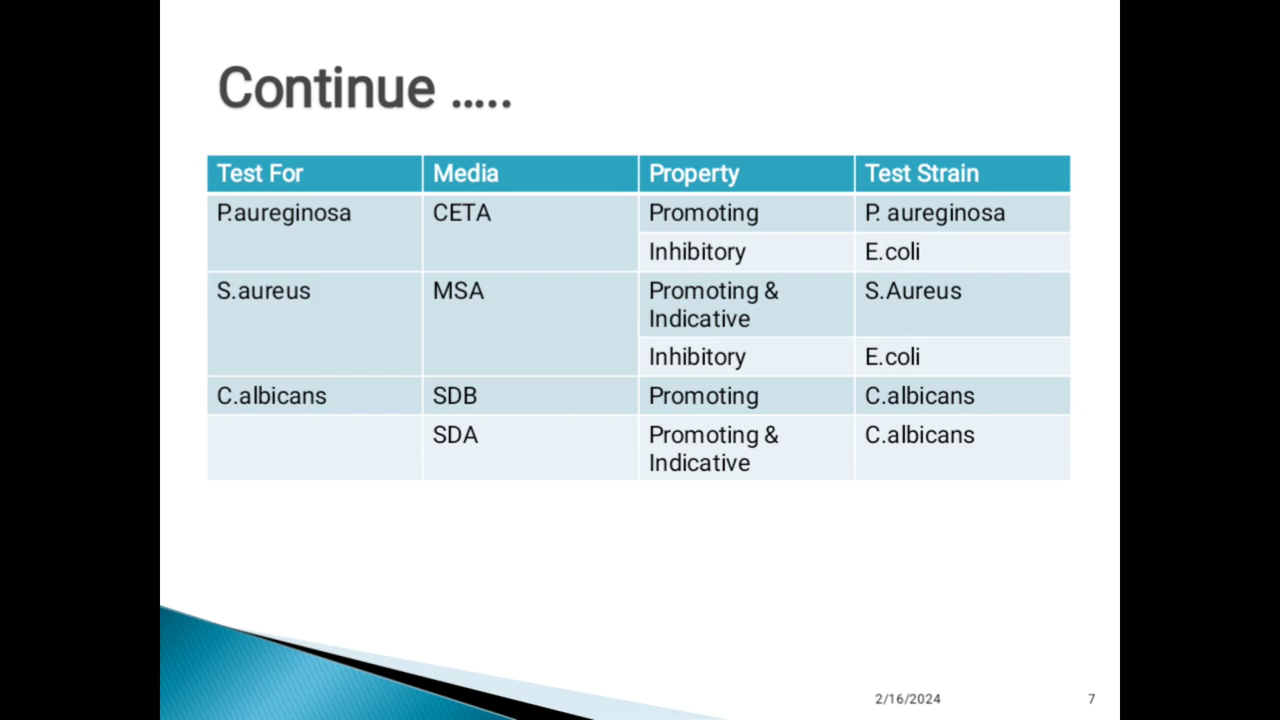 Continue .....
Test For Media Property Test Strain
P.aureginosa CETA Promoting P. aureginosa
Inhibitory E.coli
S.aureus MSA Promoting & S.Aureus
Indicative
Inhibitory E.coli
C.albicans SDB Promoting C.albicans
SDA Promoting & C.albicans
Indicative
2/16/2024 7